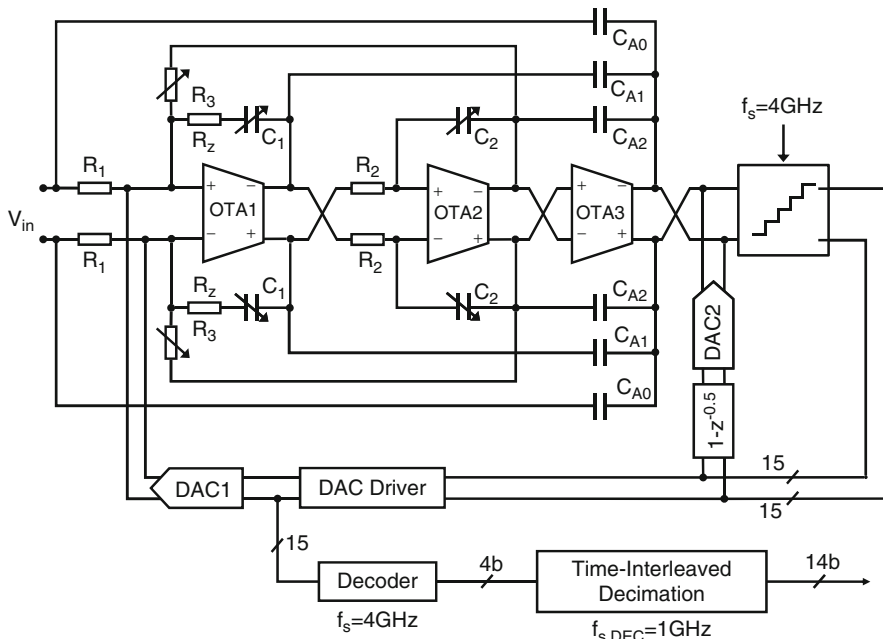 C_A0
C_A1
R_3
R_z
C_1
C_2
C_A2
f_s=4GHz
R_1
R_2
+ −
OTA1
− +
+ −
OTA2
− +
+ −
OTA3
− +
V_in
R_1
R_2
R_z
C_1
R_3
C_2
C_A2
C_A1
C_A0
DAC2
1-z^-0.5
15
15
DAC1
DAC Driver
15
Decoder
4b
Time-Interleaved
Decimation
14b
f_s=4GHz
f_s,DEC=1GHz